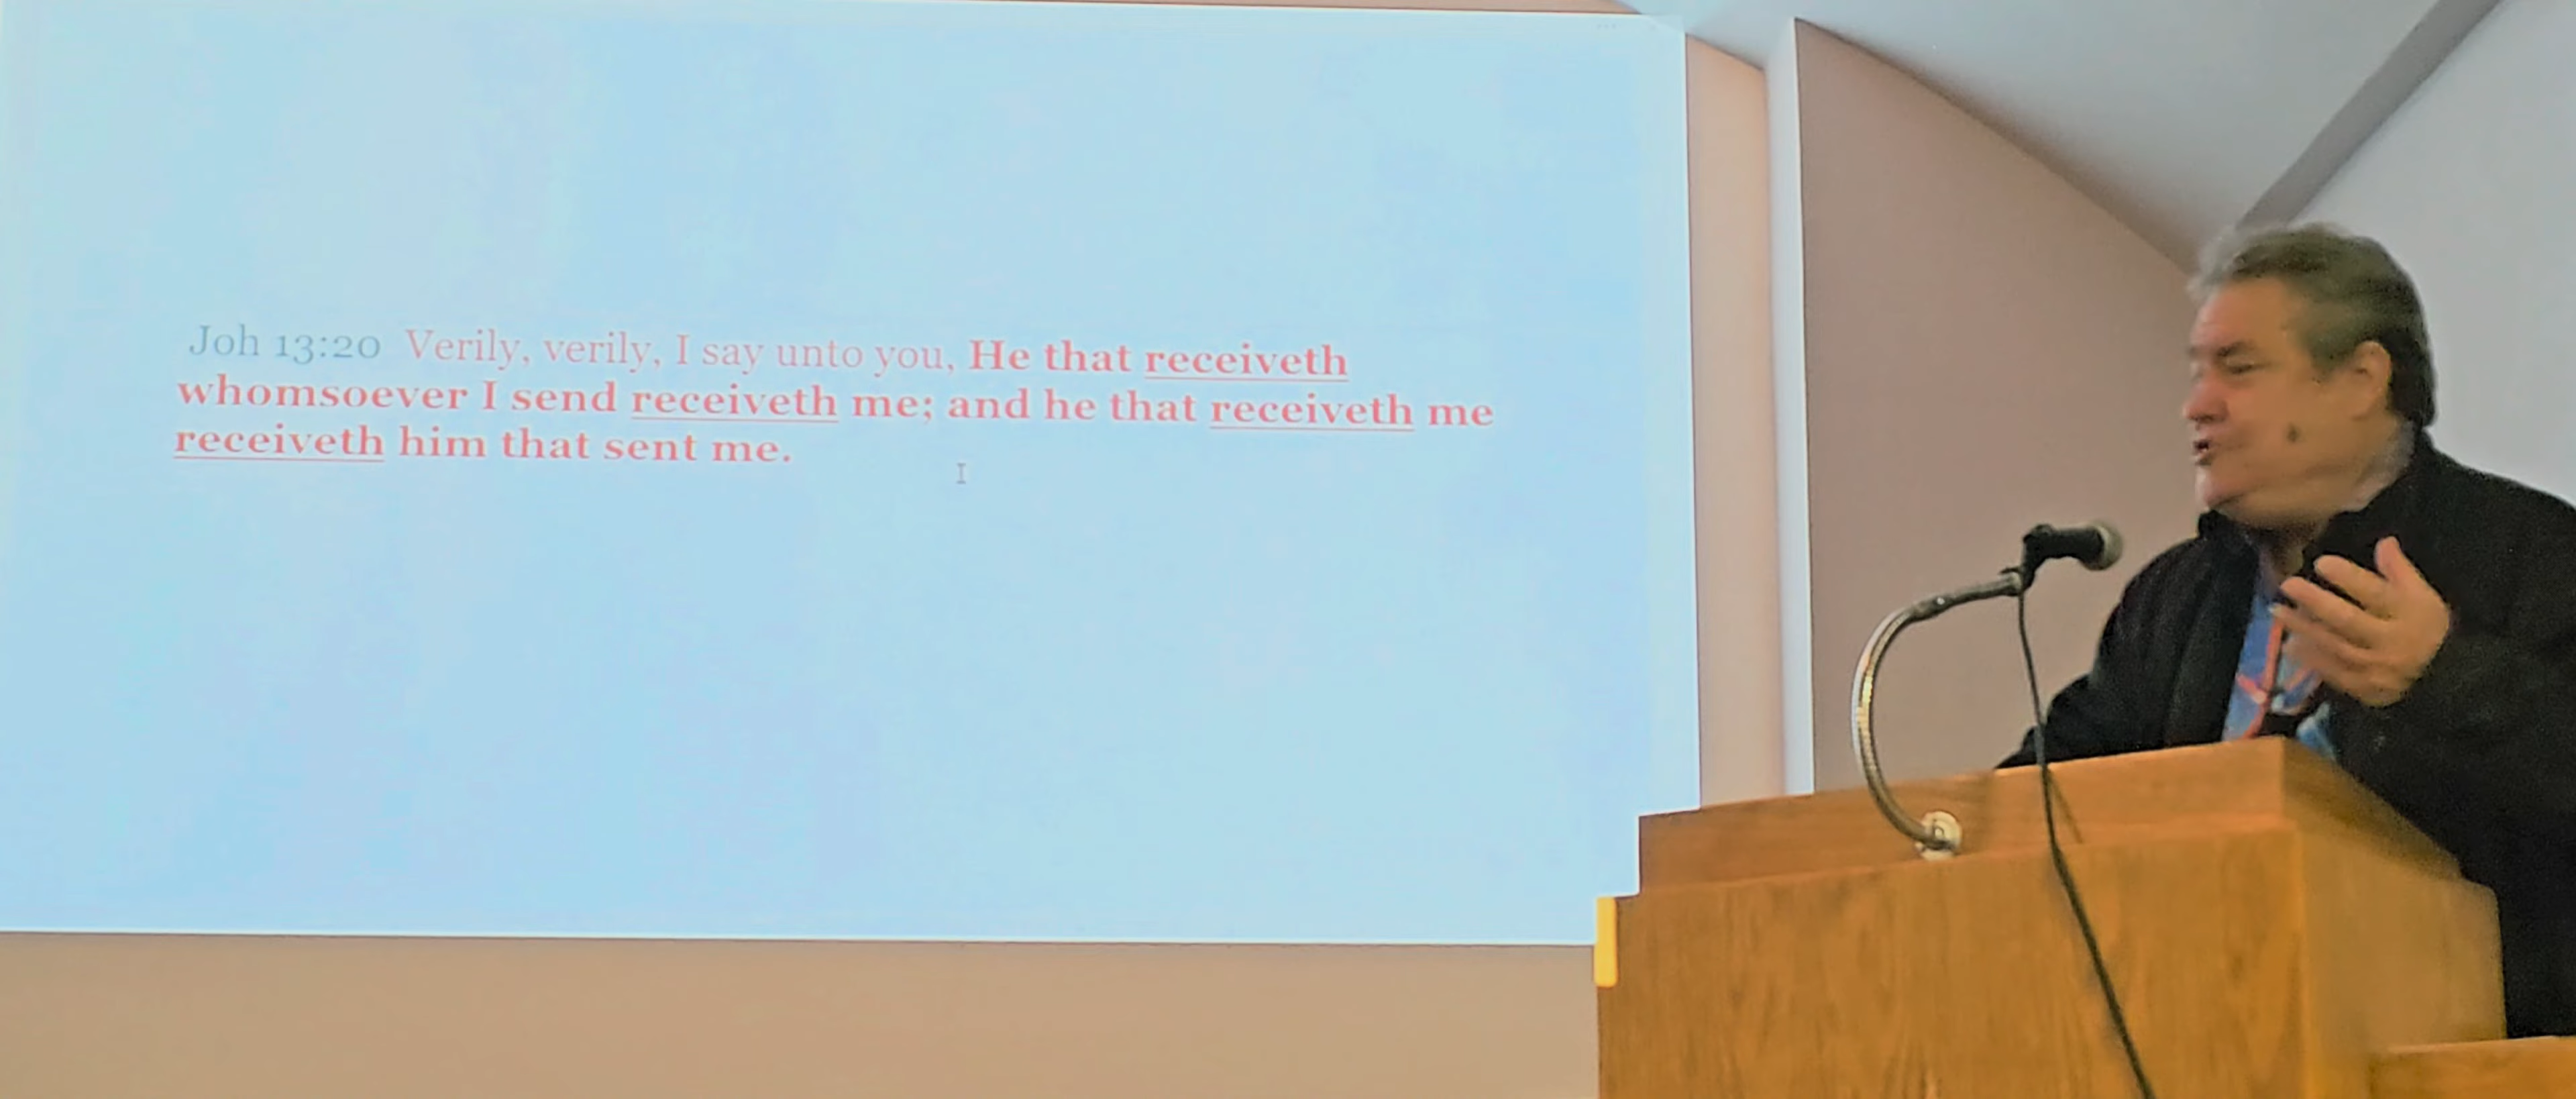 Joh 13:20 Verily, verily, I say unto you, He that receiveth
whomsoever I send receiveth me; and he that receiveth me
receiveth him that sent me.